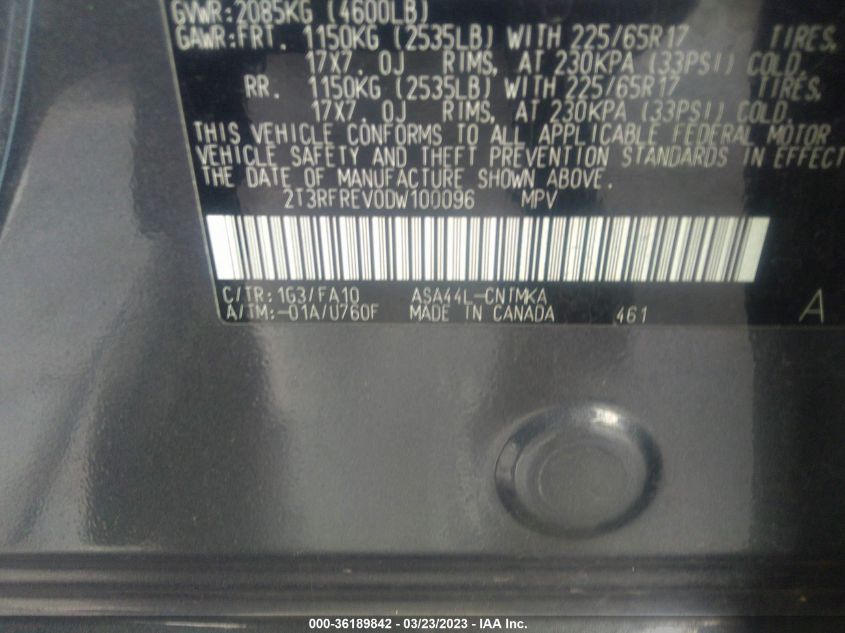 GVWR:2085KG (4600LB)
GAWR:FRT. 1150KG (2535LB) WITH 225/65R17 TIRES,
17X7.0J RIMS, AT 230KPA (33PSI) COLD.
RR. 1150KG (2535LB) WITH 225/65R17 TIRES,
17X7.0J RIMS, AT 230KPA (33PSI) COLD.
THIS VEHICLE CONFORMS TO ALL APPLICABLE FEDERAL MOTOR
VEHICLE SAFETY AND THEFT PREVENTION STANDARDS IN EFFECT
THE DATE OF MANUFACTURE SHOWN ABOVE.
2T3RFREV0DW100096 MPV
C/TR:1G3/FA10 ASA44L-CNTMKA
A/TM:-01A/U760F MADE IN CANADA 461 A
000-36189842 - 03/23/2023 - IAA Inc.